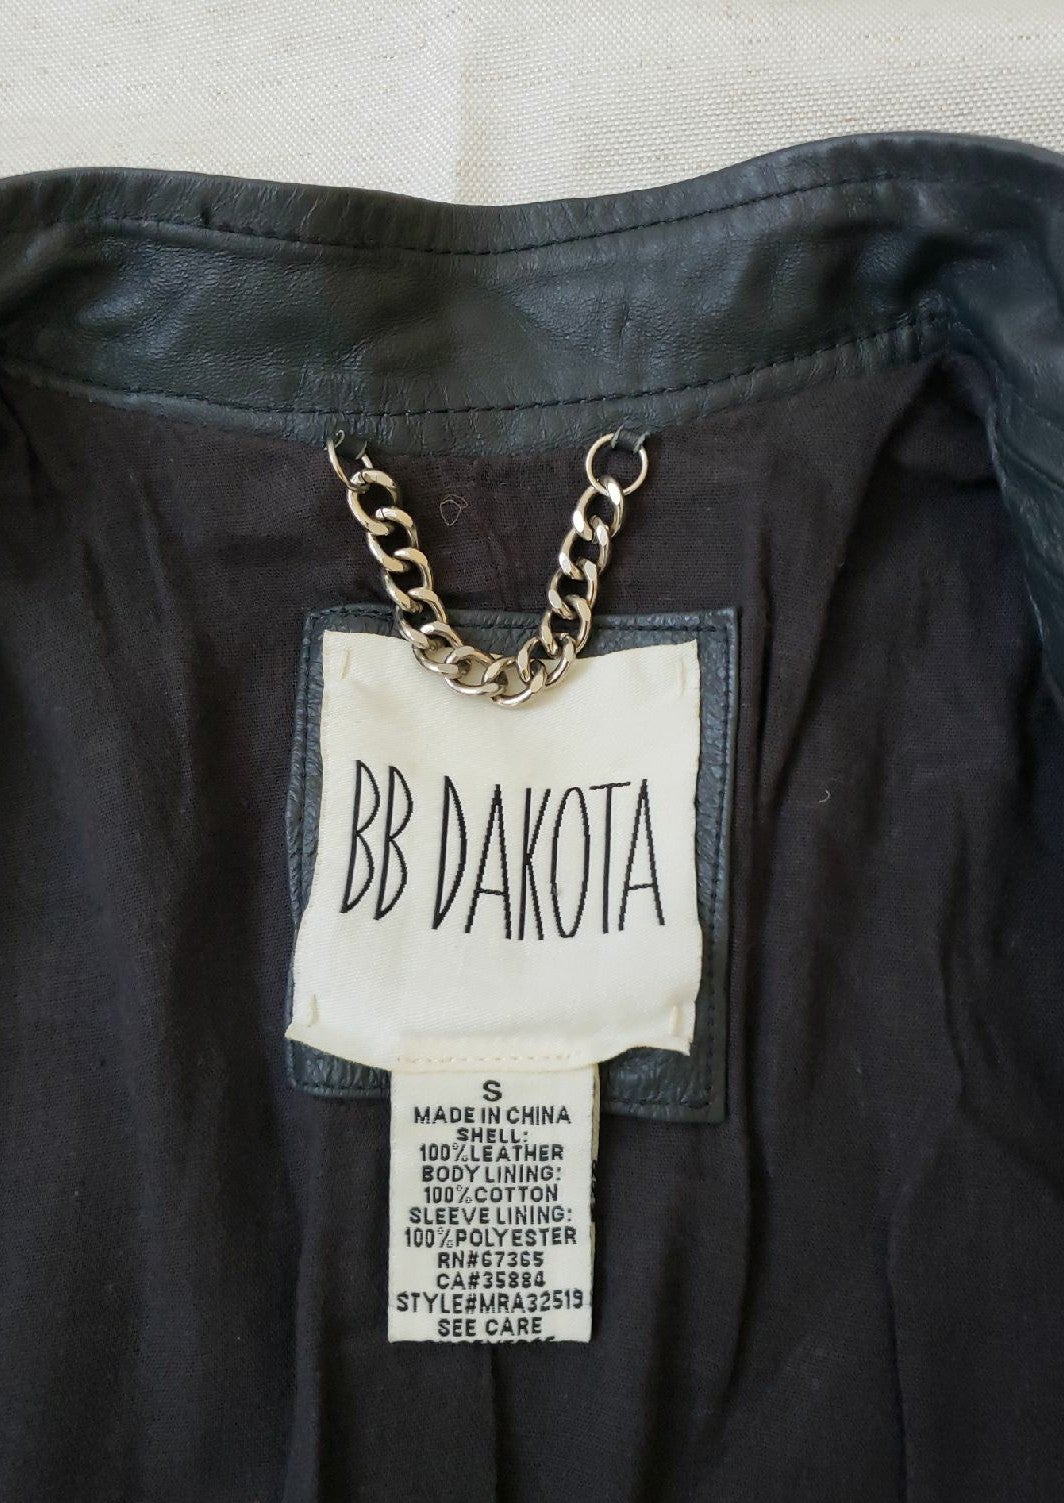 BB DAKOTA
S
MADE IN CHINA
SHELL:
100%LEATHER
BODY LINING:
100%COTTON
SLEEVE LINING:
100%POLYESTER
RN#67365
CA#35884
STYLE#MRA32519
SEE CARE